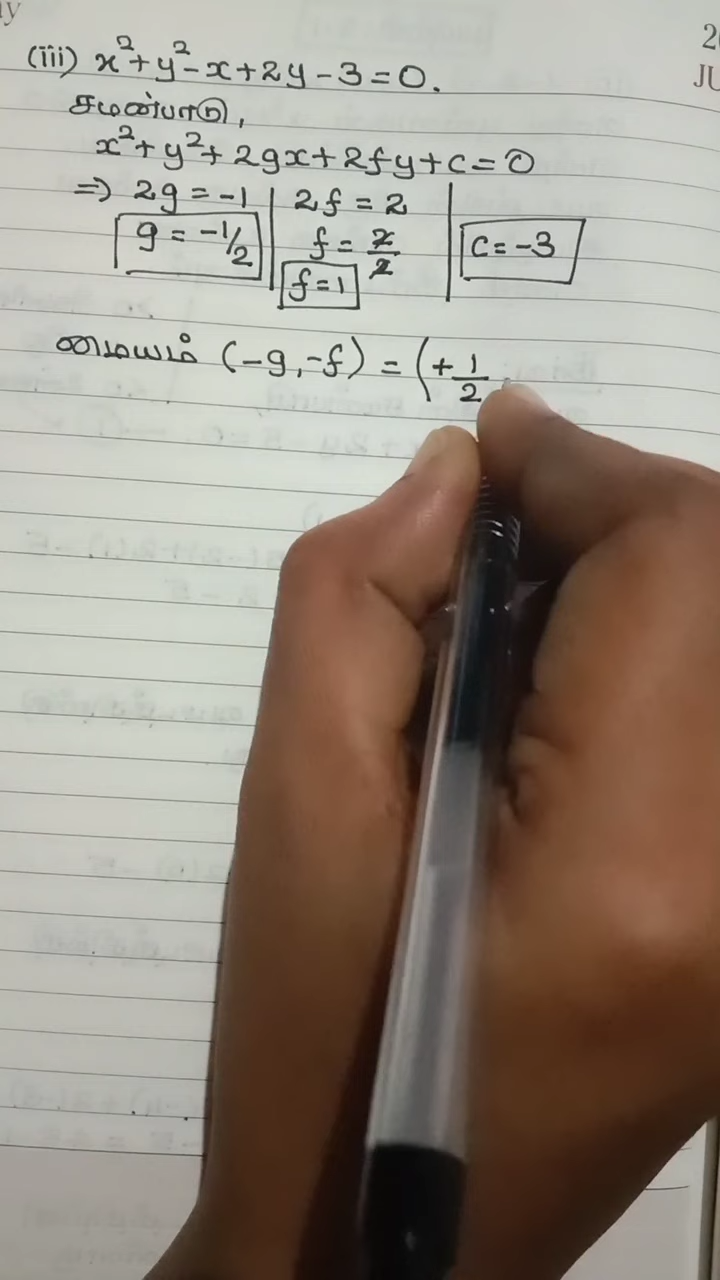 (iii) x²+y²-x+2y-3=0.
சமன்பாடு,
x²+y²+2gx+2fy+c=0
=> 2g=-1 | 2f=2
g=-1/2 | f=2/2 | c=-3
f=1
மையம் (-g,-f) = (+1/2